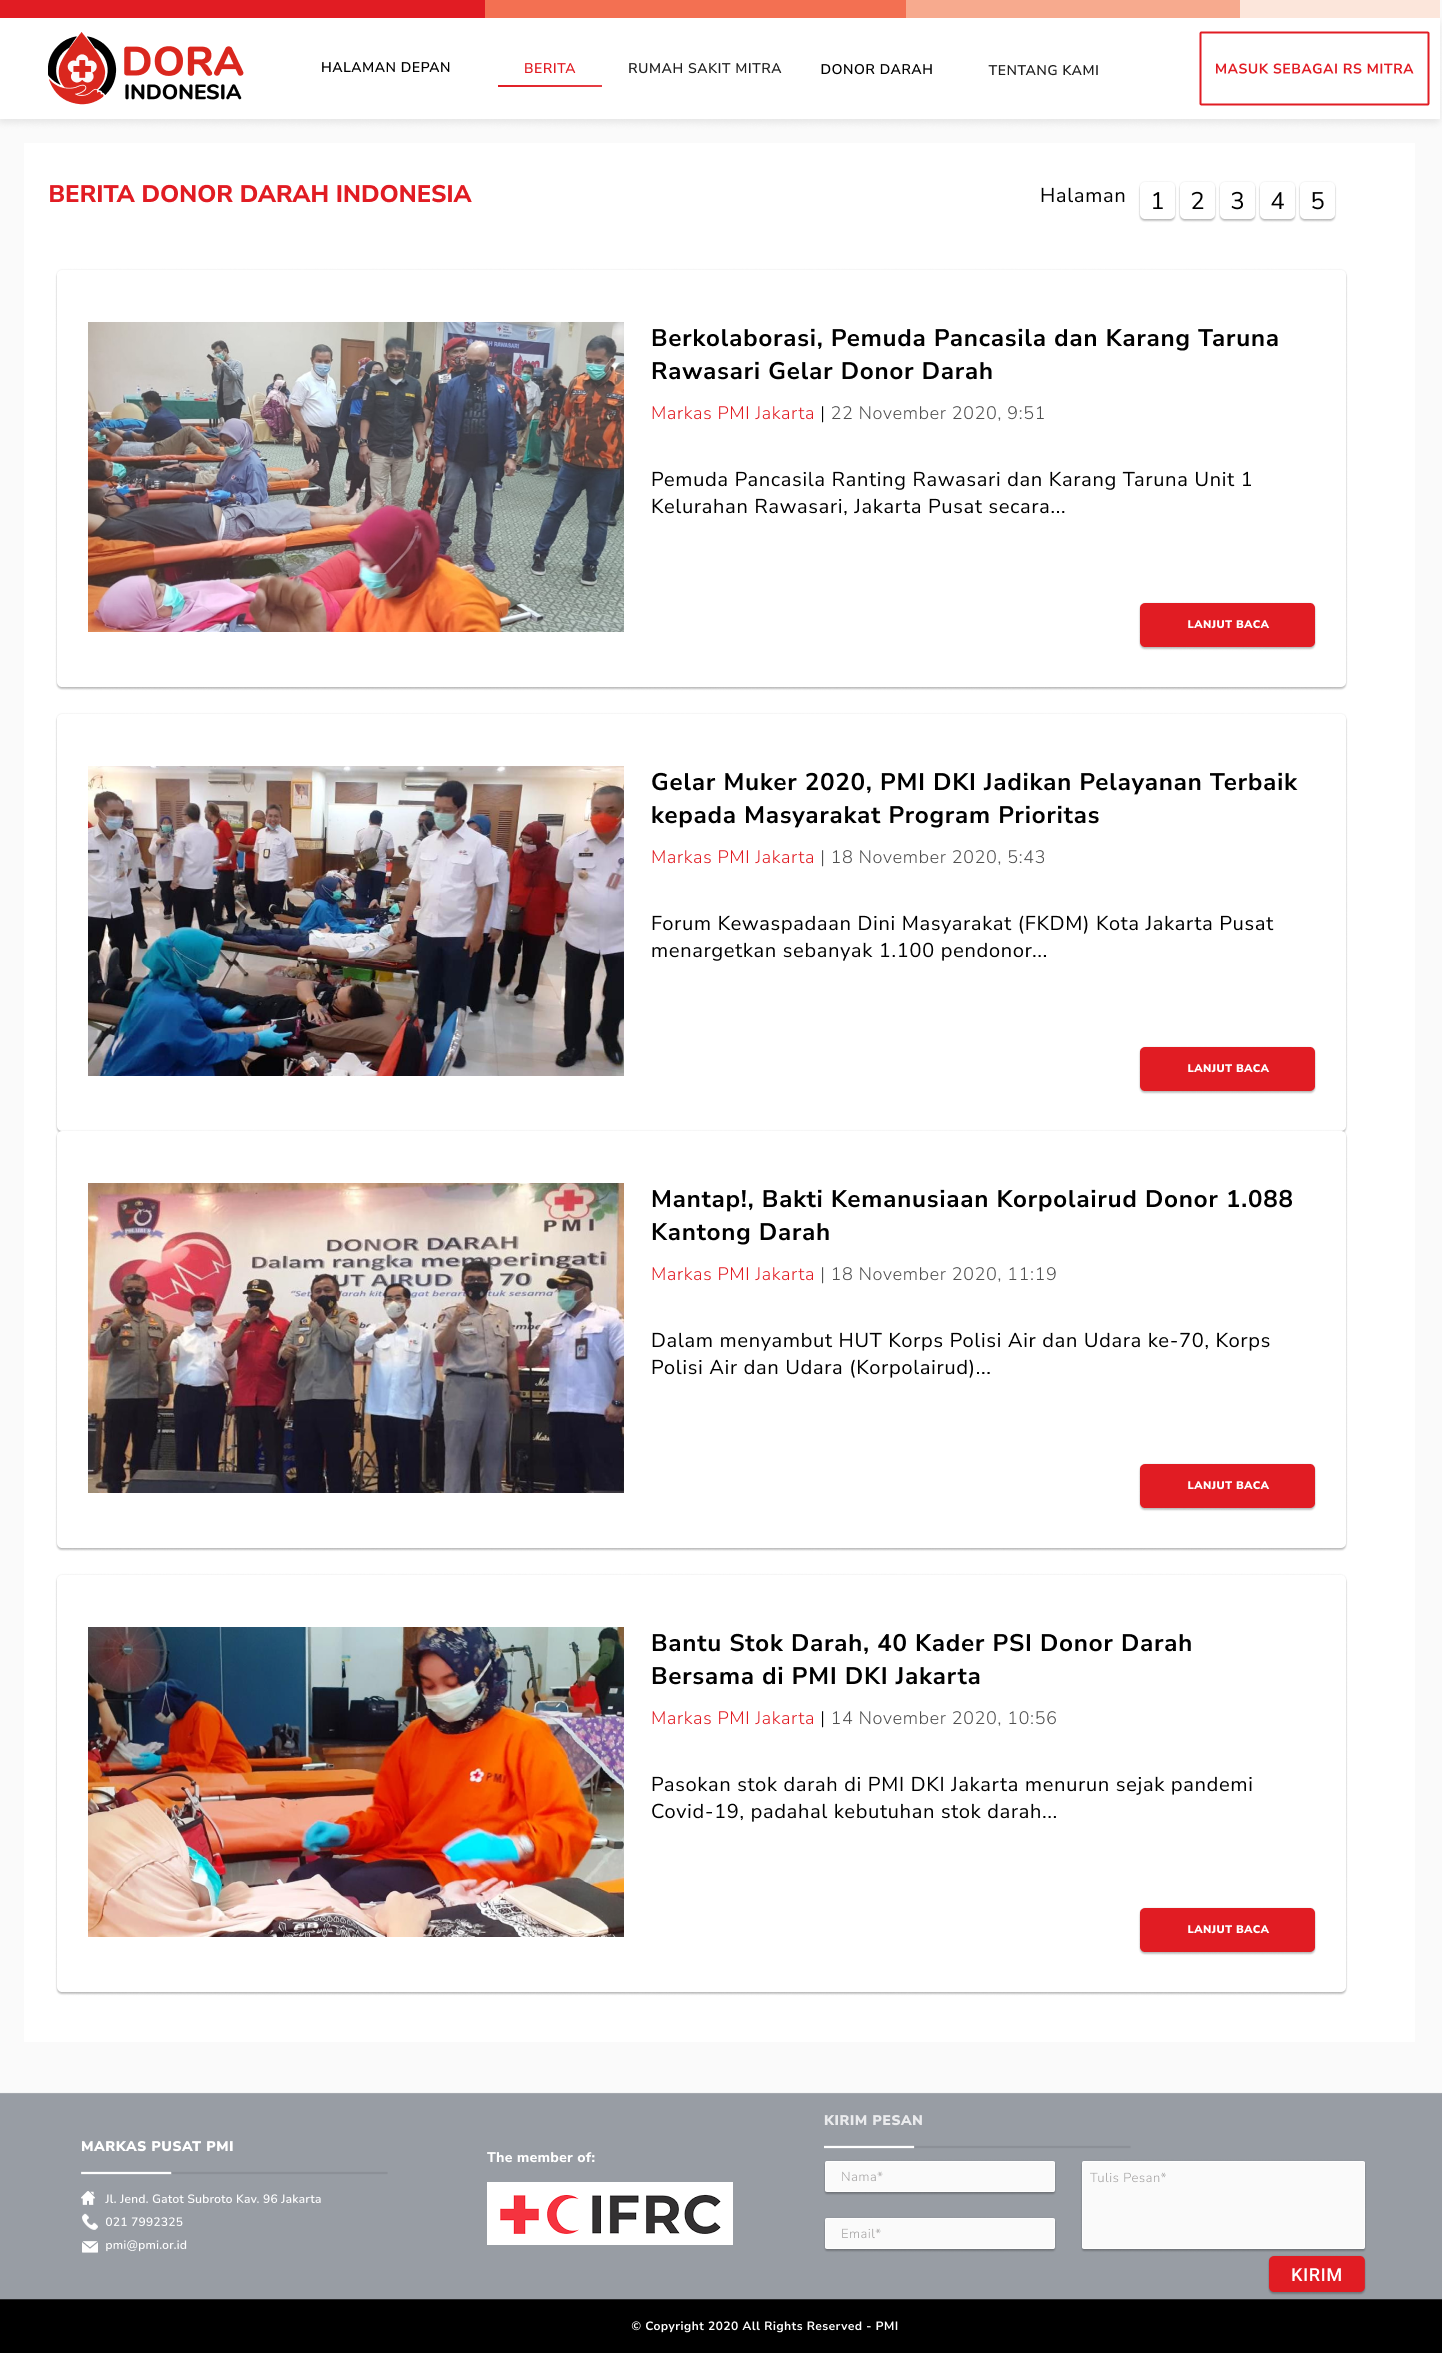 DORA
INDONESIA
HALAMAN DEPAN
BERITA
RUMAH SAKIT MITRA
DONOR DARAH
TENTANG KAMI
MASUK SEBAGAI RS MITRA
BERITA DONOR DARAH INDONESIA
Halaman 1 2 3 4 5
Berkolaborasi, Pemuda Pancasila dan Karang Taruna
Rawasari Gelar Donor Darah
Markas PMI Jakarta | 22 November 2020, 9:51
Pemuda Pancasila Ranting Rawasari dan Karang Taruna Unit 1
Kelurahan Rawasari, Jakarta Pusat secara...
LANJUT BACA
Gelar Muker 2020, PMI DKI Jadikan Pelayanan Terbaik
kepada Masyarakat Program Prioritas
Markas PMI Jakarta | 18 November 2020, 5:43
Forum Kewaspadaan Dini Masyarakat (FKDM) Kota Jakarta Pusat
menargetkan sebanyak 1.100 pendonor...
LANJUT BACA
PMI
DONOR DARAH
Dalam rangka memperingati
AIRUD 70
Mantap!, Bakti Kemanusiaan Korpolairud Donor 1.088
Kantong Darah
Markas PMI Jakarta | 18 November 2020, 11:19
Dalam menyambut HUT Korps Polisi Air dan Udara ke-70, Korps
Polisi Air dan Udara (Korpolairud)...
LANJUT BACA
PMI
Bantu Stok Darah, 40 Kader PSI Donor Darah
Bersama di PMI DKI Jakarta
Markas PMI Jakarta | 14 November 2020, 10:56
Pasokan stok darah di PMI DKI Jakarta menurun sejak pandemi
Covid-19, padahal kebutuhan stok darah...
LANJUT BACA
MARKAS PUSAT PMI
Jl. Jend. Gatot Subroto Kav. 96 Jakarta
021 7992325
pmi@pmi.or.id
The member of:
IFRC
KIRIM PESAN
Nama*
Email*
Tulis Pesan*
KIRIM
© Copyright 2020 All Rights Reserved - PMI